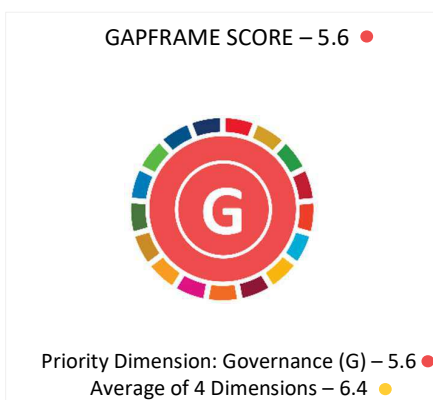 GAPFRAME SCORE – 5.6
G
Priority Dimension: Governance (G) – 5.6
Average of 4 Dimensions – 6.4